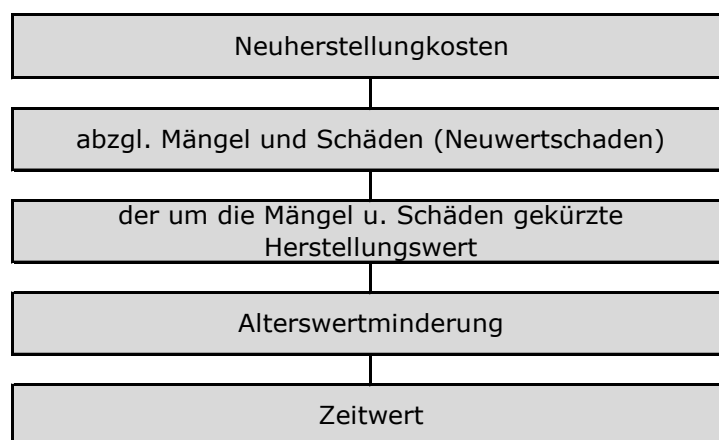 Neuherstellungkosten
abzgl. Mängel und Schäden (Neuwertschaden)
der um die Mängel u. Schäden gekürzte
Herstellungswert
Alterswertminderung
Zeitwert